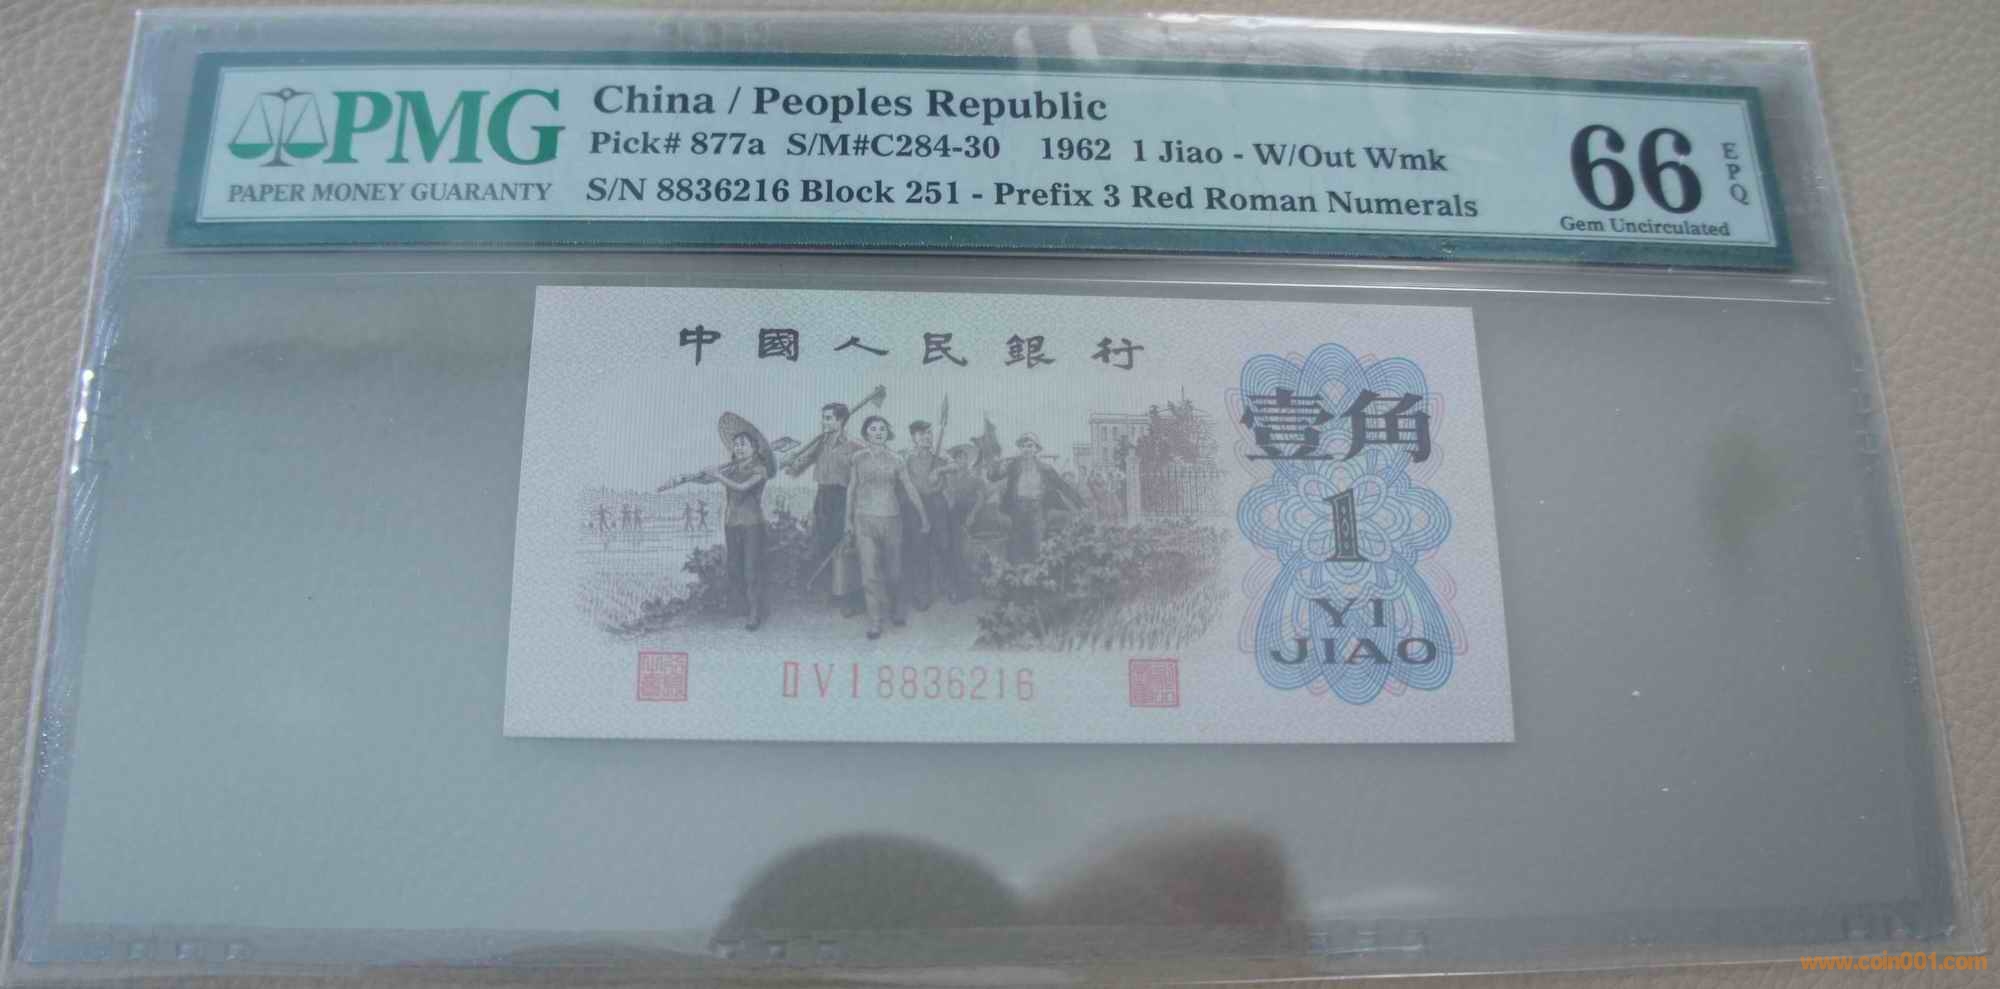 PMG
PAPER MONEY GUARANTY
China / Peoples Republic
Pick# 877a S/M#C284-30 1962 1 Jiao - W/Out Wmk
S/N 8836216 Block 251 - Prefix 3 Red Roman Numerals
66
EPQ
Gem Uncirculated
中國人民銀行
壹角
1
YI
JIAO
II V I 8836216
www.coin001.com